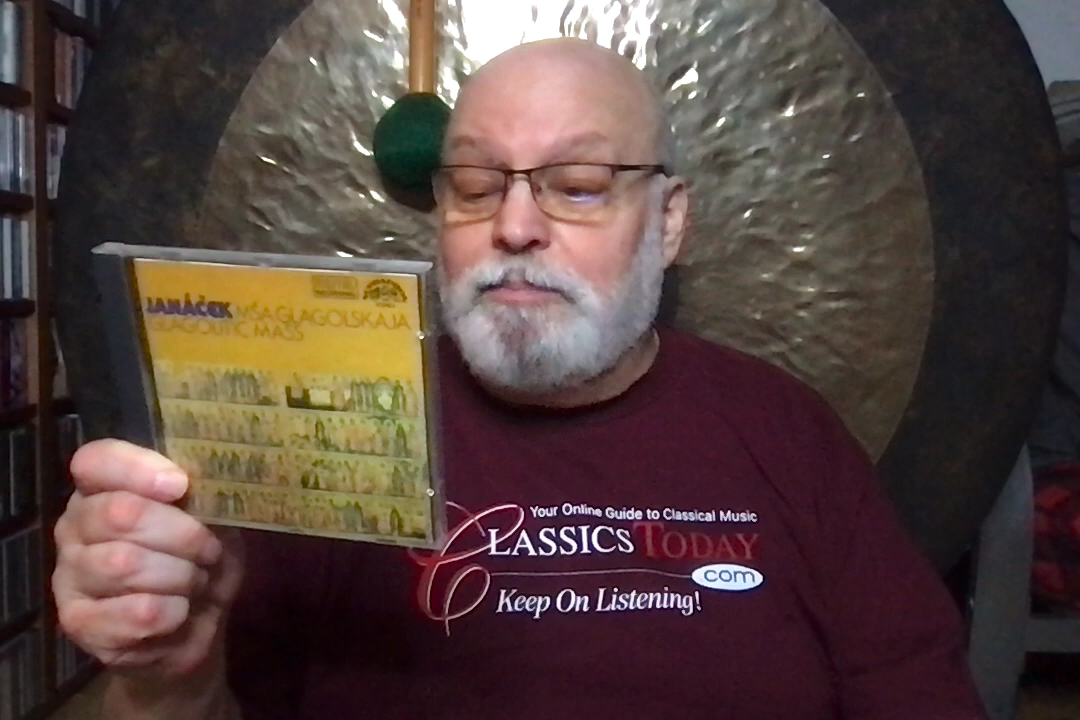 JANÁČEK MŠA GLAGOLSKAJA
GLAGOLITIC MASS
Your Online Guide to Classical Music
CLASSICS TODAY
com
Keep On Listening!